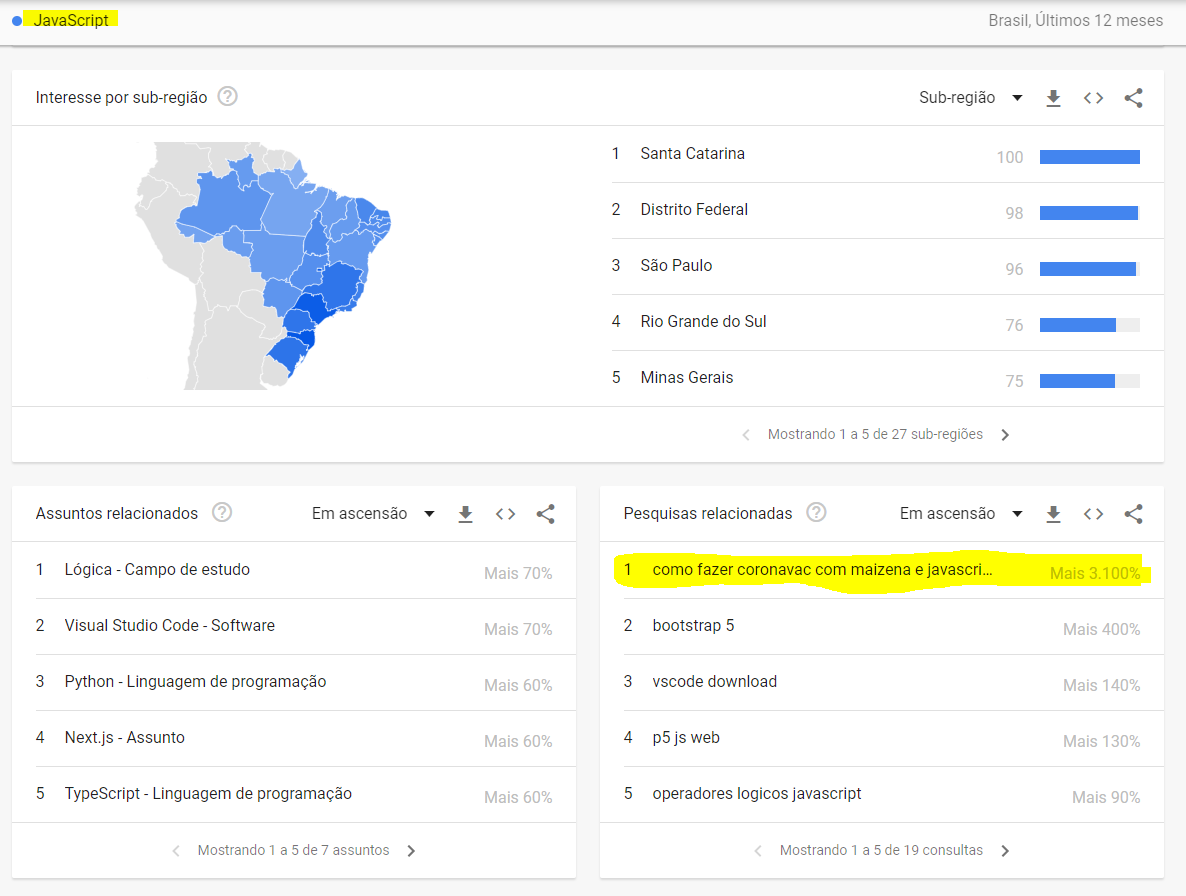 JavaScript
Brasil, Últimos 12 meses
Interesse por sub-região ?
Sub-região
1 Santa Catarina 100
2 Distrito Federal 98
3 São Paulo 96
4 Rio Grande do Sul 76
5 Minas Gerais 75
Mostrando 1 a 5 de 27 sub-regiões
Assuntos relacionados ?
Em ascensão
1 Lógica - Campo de estudo Mais 70%
2 Visual Studio Code - Software Mais 70%
3 Python - Linguagem de programação Mais 60%
4 Next.js - Assunto Mais 60%
5 TypeScript - Linguagem de programação Mais 60%
Mostrando 1 a 5 de 7 assuntos
Pesquisas relacionadas ?
Em ascensão
1 como fazer coronavac com maizena e javascri... Mais 3.100%
2 bootstrap 5 Mais 400%
3 vscode download Mais 140%
4 p5 js web Mais 130%
5 operadores logicos javascript Mais 90%
Mostrando 1 a 5 de 19 consultas